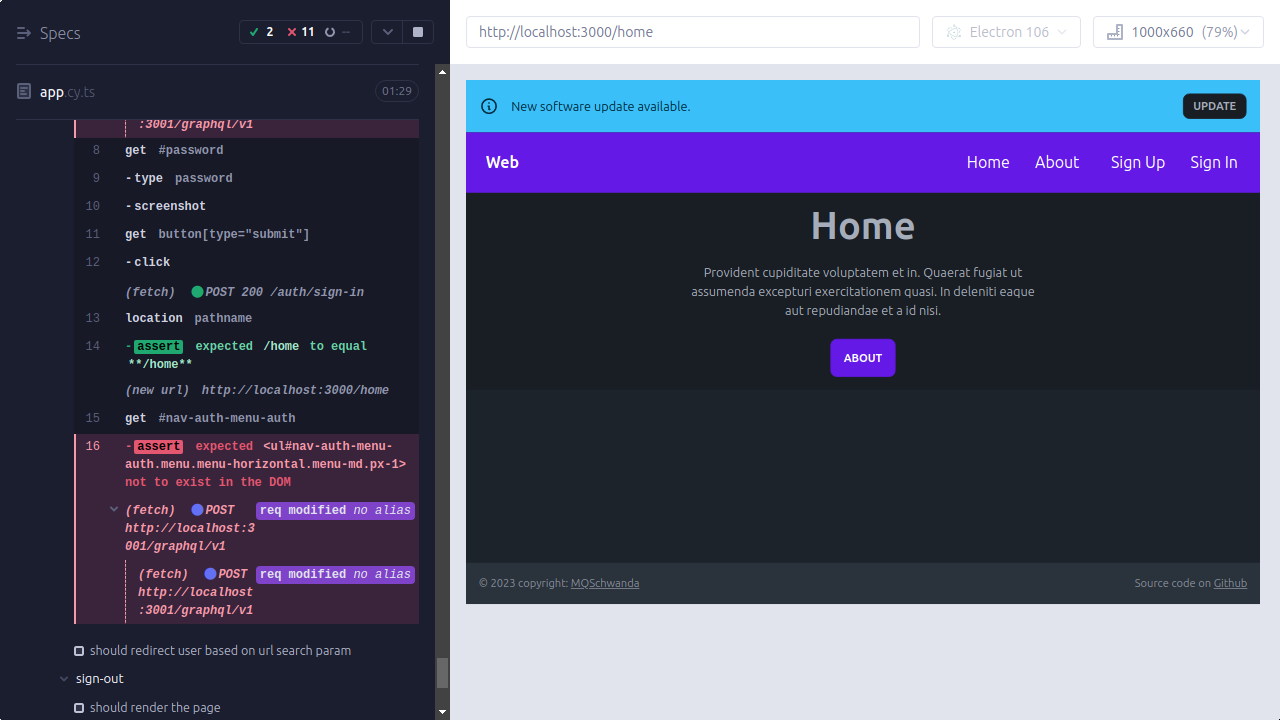 Specs
2
11
--
app.cy.ts
01:29
:3001/graphql/v1
8 get #password
9 -type password
10 -screenshot
11 get button[type="submit"]
12 -click
(fetch) POST 200 /auth/sign-in
13 location pathname
14 -assert expected /home to equal
**/home**
(new url) http://localhost:3000/home
15 get #nav-auth-menu-auth
16 -assert expected <ul#nav-auth-menu-
auth.menu.menu-horizontal.menu-md.px-1>
not to exist in the DOM
(fetch) POST req modified no alias
http://localhost:3
001/graphql/v1
(fetch) POST req modified no alias
http://localhost
:3001/graphql/v1
should redirect user based on url search param
sign-out
should render the page
http://localhost:3000/home
Electron 106
1000x660 (79%)
New software update available.
UPDATE
Web
Home About Sign Up Sign In
Home
Provident cupiditate voluptatem et in. Quaerat fugiat ut
assumenda excepturi exercitationem quasi. In deleniti eaque
aut repudiandae et a id nisi.
ABOUT
© 2023 copyright: MQSchwanda
Source code on Github